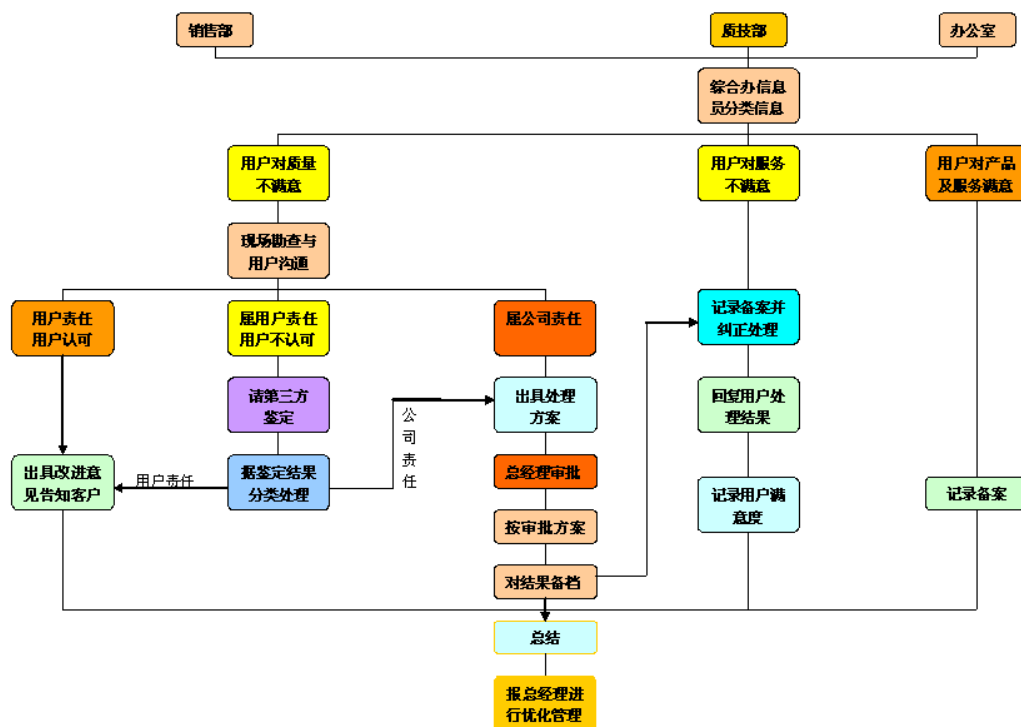 销售部
质技部
办公室
综合办信息
员分类信息
用户对质量
不满意
用户对服务
不满意
用户对产品
及服务满意
现场勘查与
用户沟通
用户责任
用户认可
属用户责任
用户不认可
属公司责任
记录备案并
纠正处理
请第三方
鉴定
公
司
责
任
出具处理
方案
回复用户处
理结果
出具改进意
见告知客户
用户责任
据鉴定结果
分类处理
总经理审批
记录用户满
意度
记录备案
按审批方案
对结果备档
总结
报总经理进
行优化管理